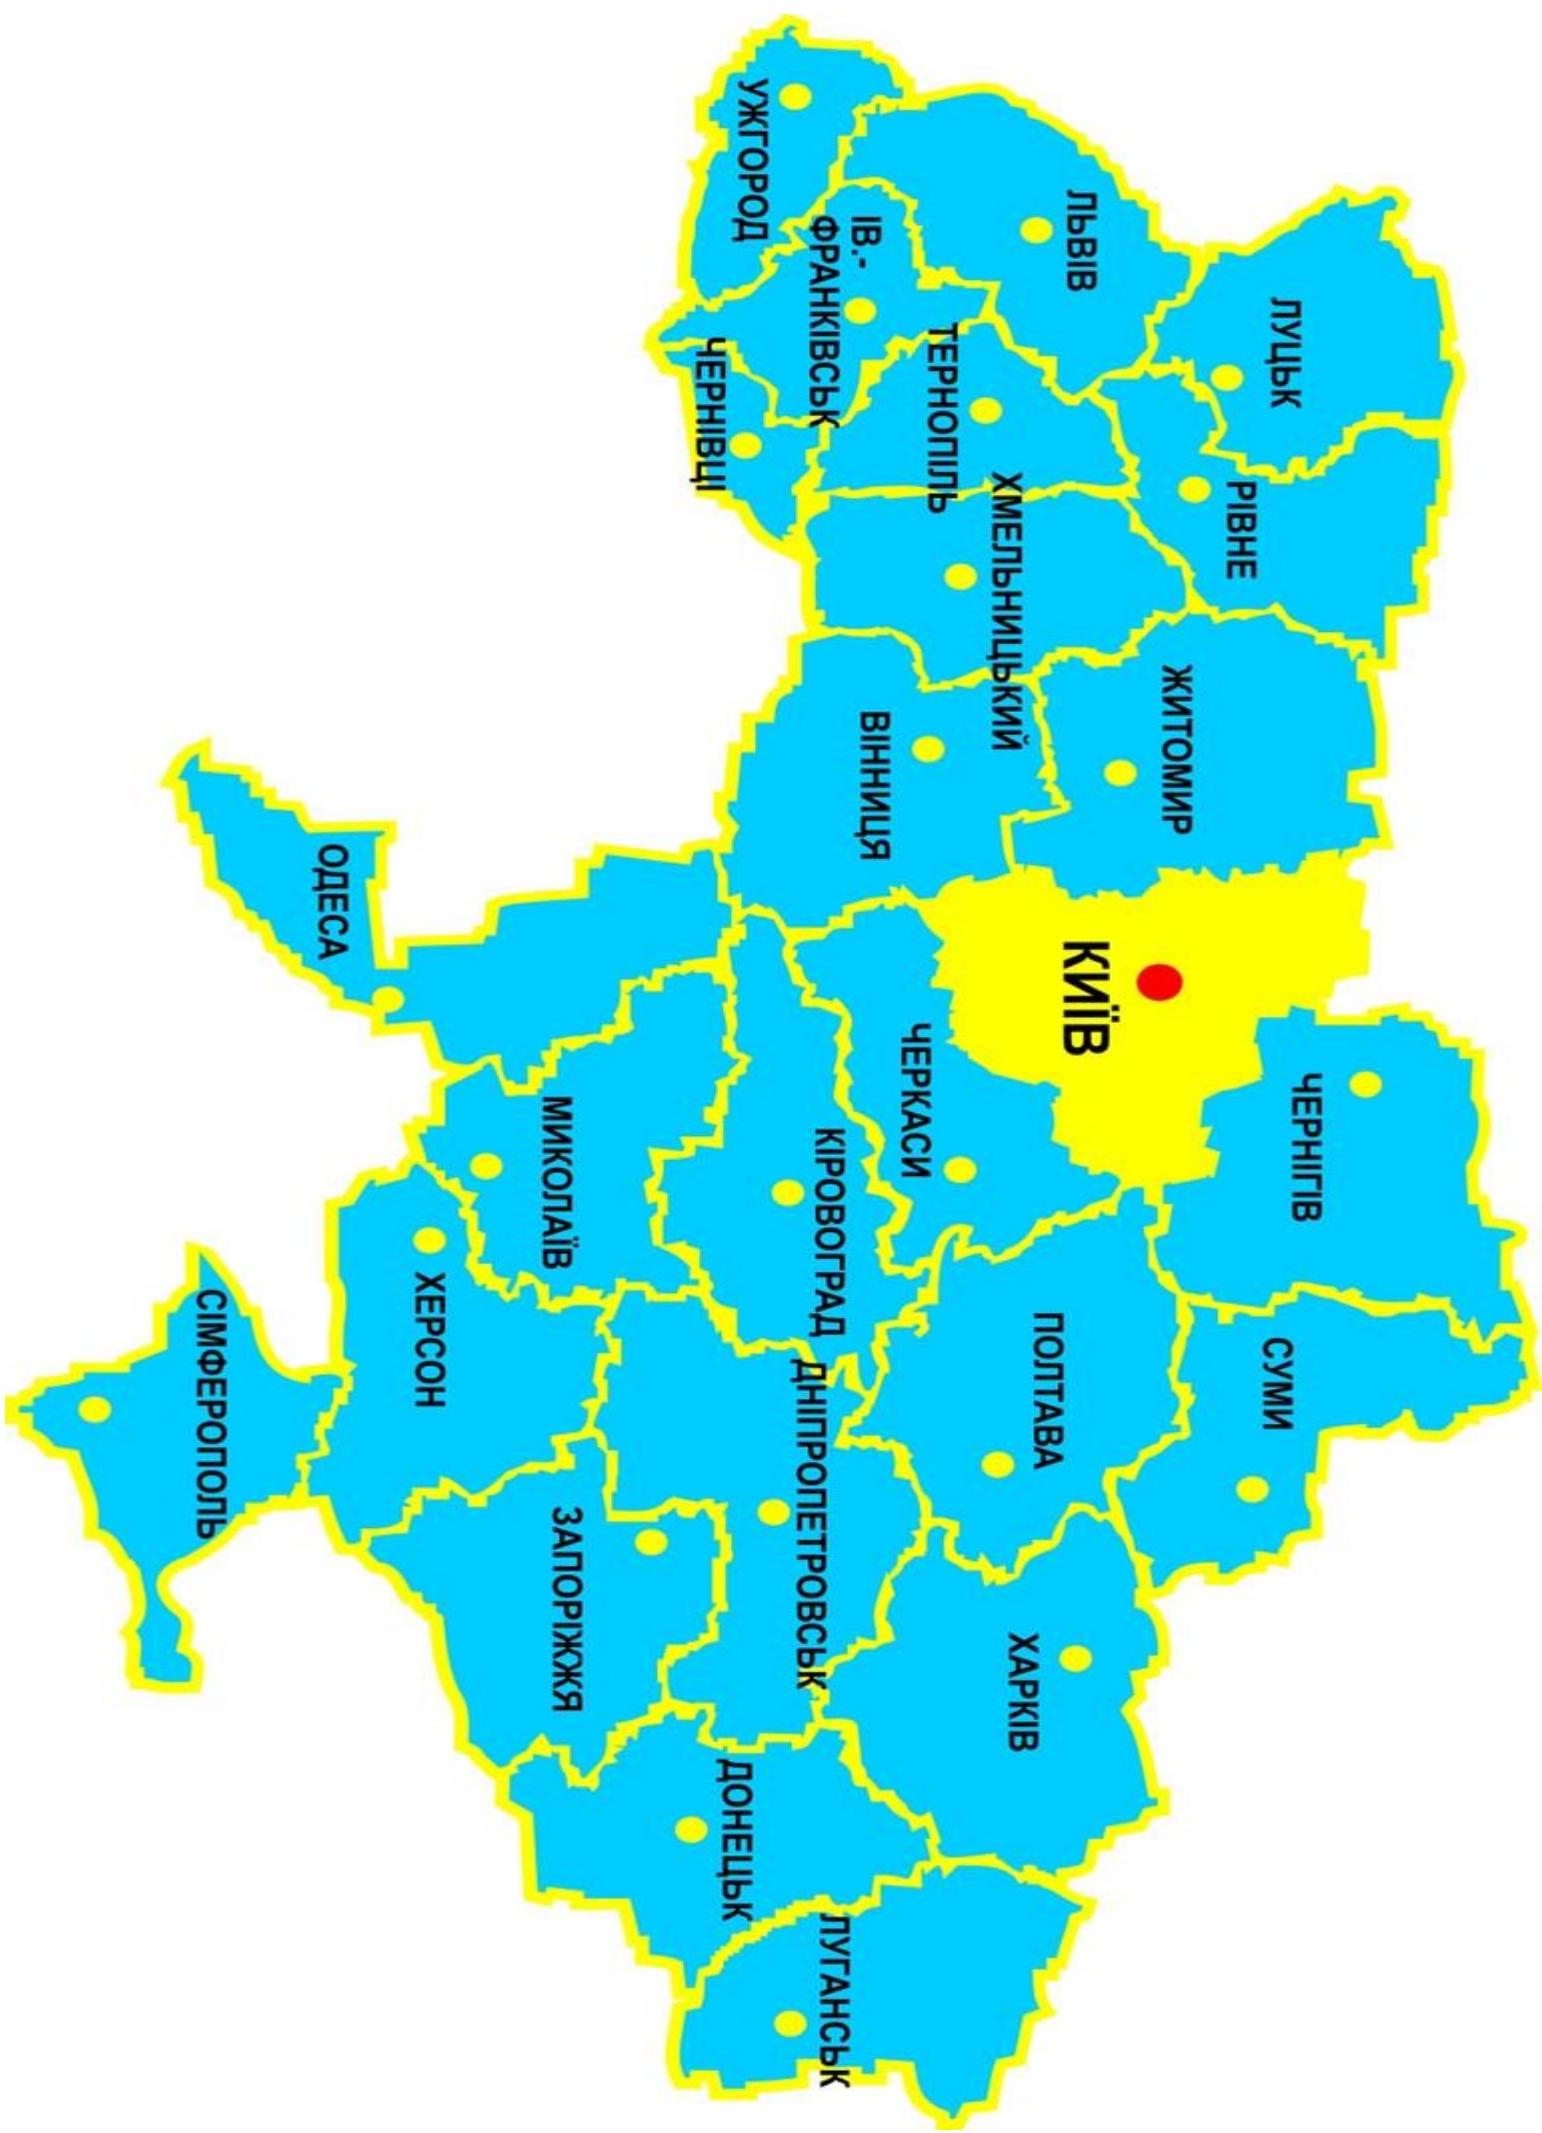 ЛУЦЬК
РІВНЕ
ЖИТОМИР
ЧЕРНІГІВ
СУМИ
ЛЬВІВ
КИЇВ
ТЕРНОПІЛЬ
ХМЕЛЬНИЦЬКИЙ
ПОЛТАВА
ХАРКІВ
УЖГОРОД
ІВ.-
ФРАНКІВСЬК
ВІННИЦЯ
ЧЕРКАСИ
ЧЕРНІВЦІ
КІРОВОГРАД
ДНІПРОПЕТРОВСЬК
ЛУГАНСЬК
ДОНЕЦЬК
МИКОЛАЇВ
ЗАПОРІЖЖЯ
ОДЕСА
ХЕРСОН
СІМФЕРОПОЛЬ